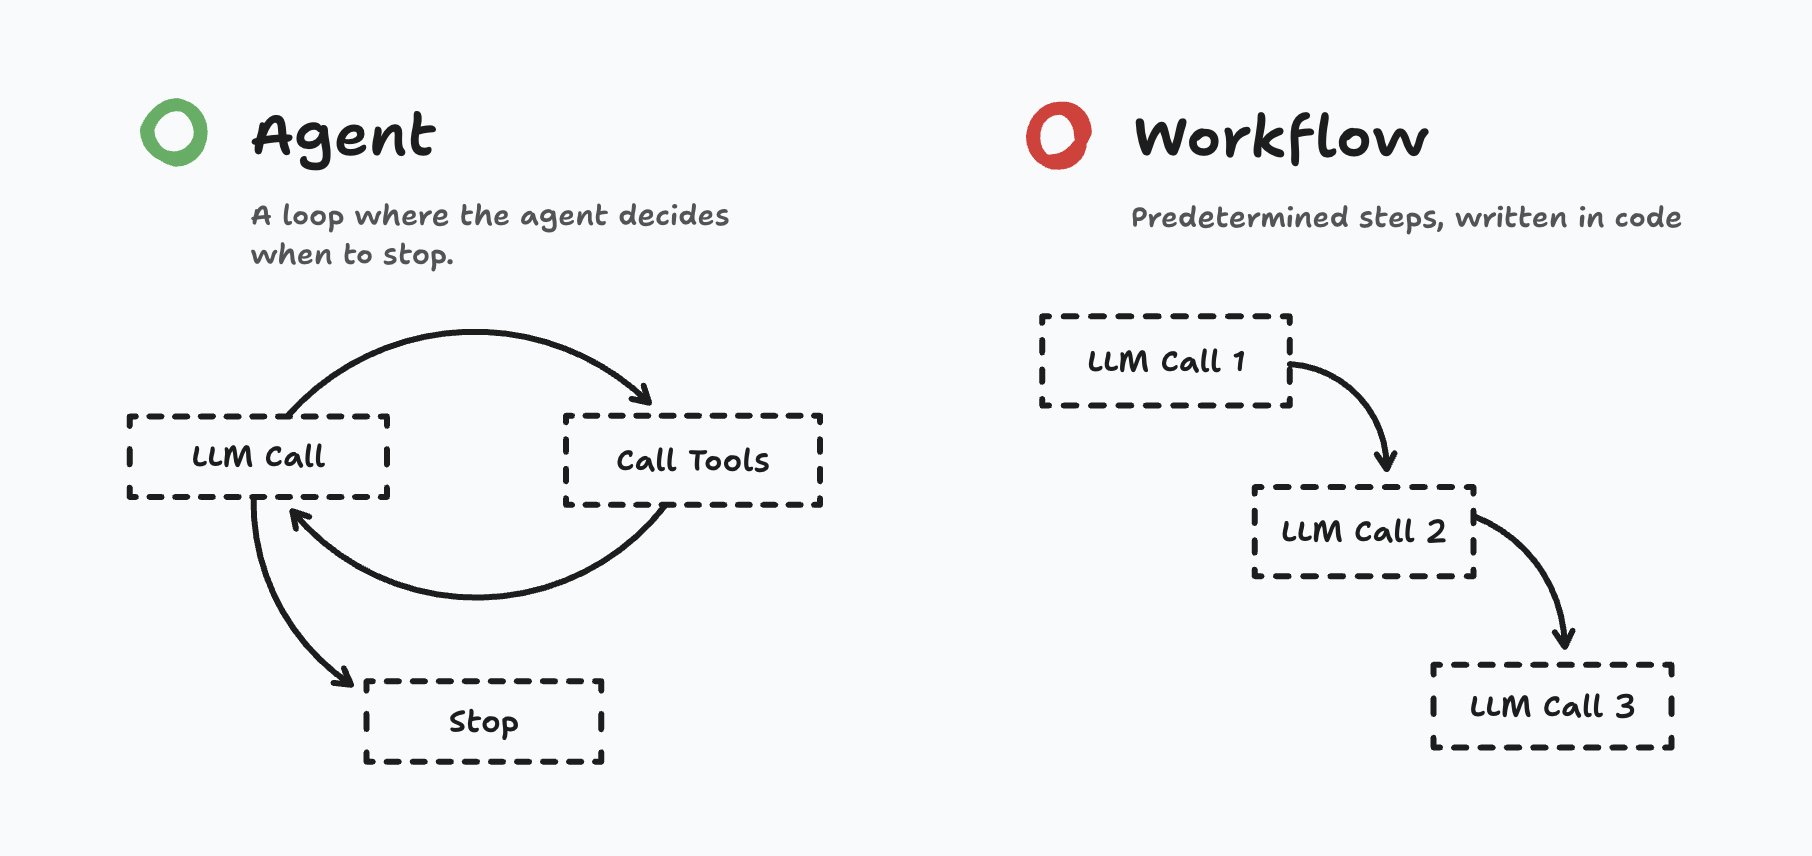 Agent
A loop where the agent decides
when to stop.
LLM Call
Call Tools
Stop
Workflow
Predetermined steps, written in code
LLM Call 1
LLM Call 2
LLM Call 3